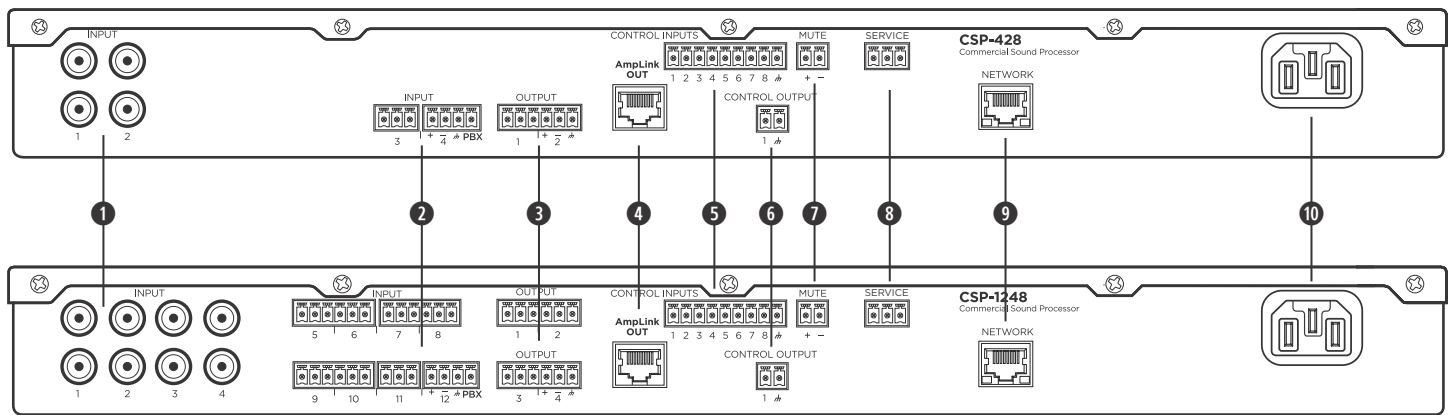 INPUT
CONTROL INPUTS MUTE SERVICE CSP-428
Commercial Sound Processor
AmpLink
OUT
1 2 3 4 5 6 7 8
+ −
NETWORK
INPUT OUTPUT CONTROL OUTPUT
1 2
3 + 4 − PBX
1 + 2 −
1
1 2 3 4 5 6 7 8 9 10
INPUT INPUT OUTPUT CONTROL INPUTS MUTE SERVICE CSP-1248
Commercial Sound Processor
5 6 7 8
1 2
AmpLink
OUT
1 2 3 4 5 6 7 8
+ −
NETWORK
OUTPUT CONTROL OUTPUT
1 2 3 4
9 10 11 + 12 − PBX
3 + 4 −
1